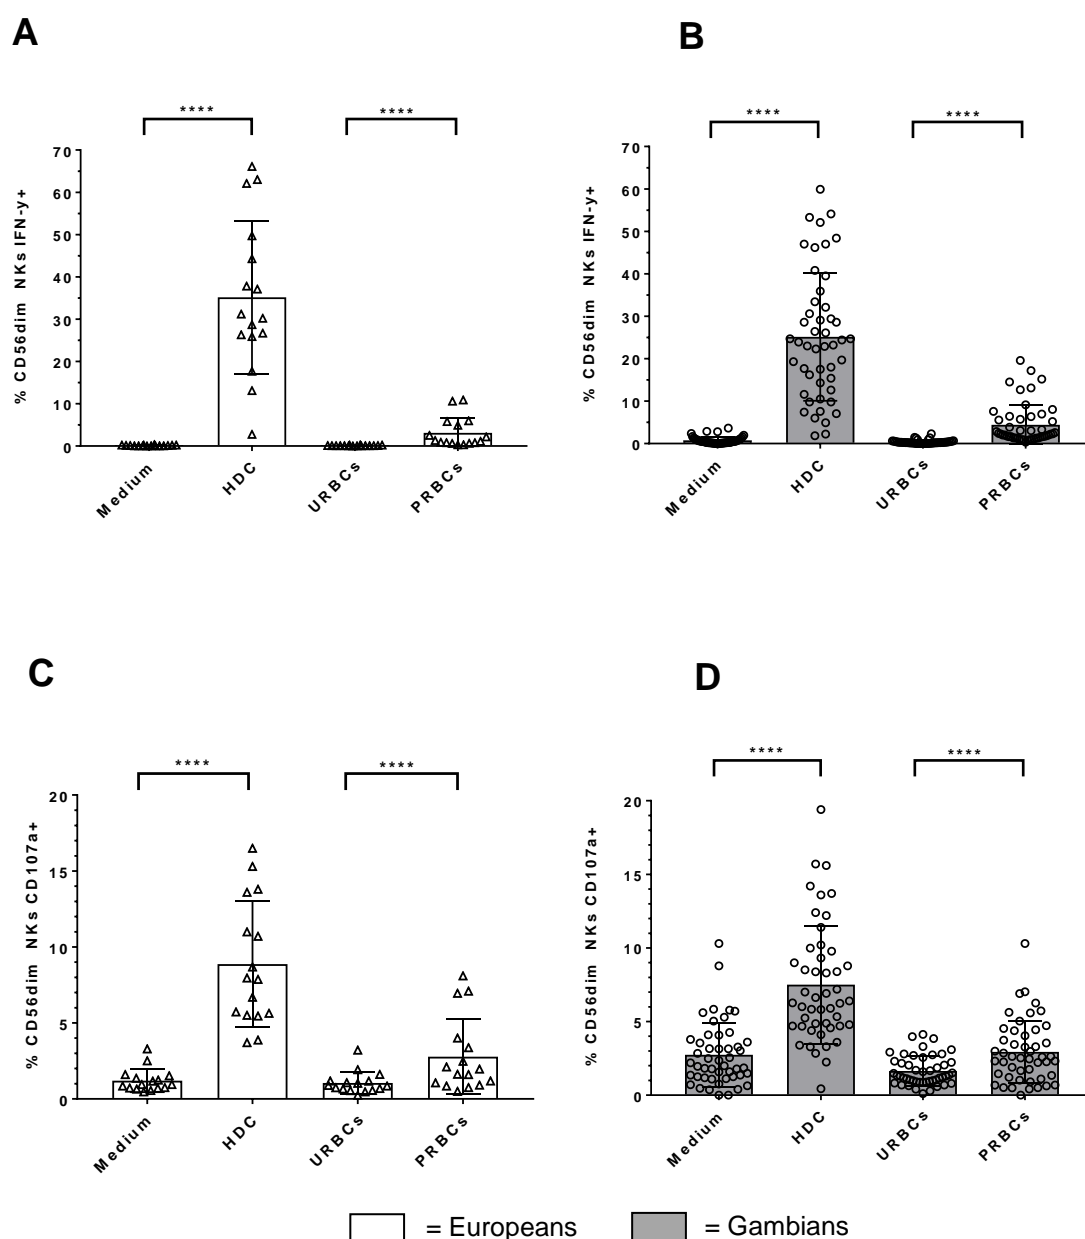 A
B
****
****
****
****
70
60
50
40
30
20
10
0
% CD56dim NKs IFN-y+
Medium
HDC
URBCs
PRBCs
70
60
50
40
30
20
10
0
% CD56dim NKs IFN-y+
Medium
HDC
URBCs
PRBCs
C
D
****
****
****
****
20
15
10
5
0
% CD56dim NKs CD107a+
Medium
HDC
URBCs
PRBCs
20
15
10
5
0
% CD56dim NKs CD107a+
Medium
HDC
URBCs
PRBCs
= Europeans
= Gambians